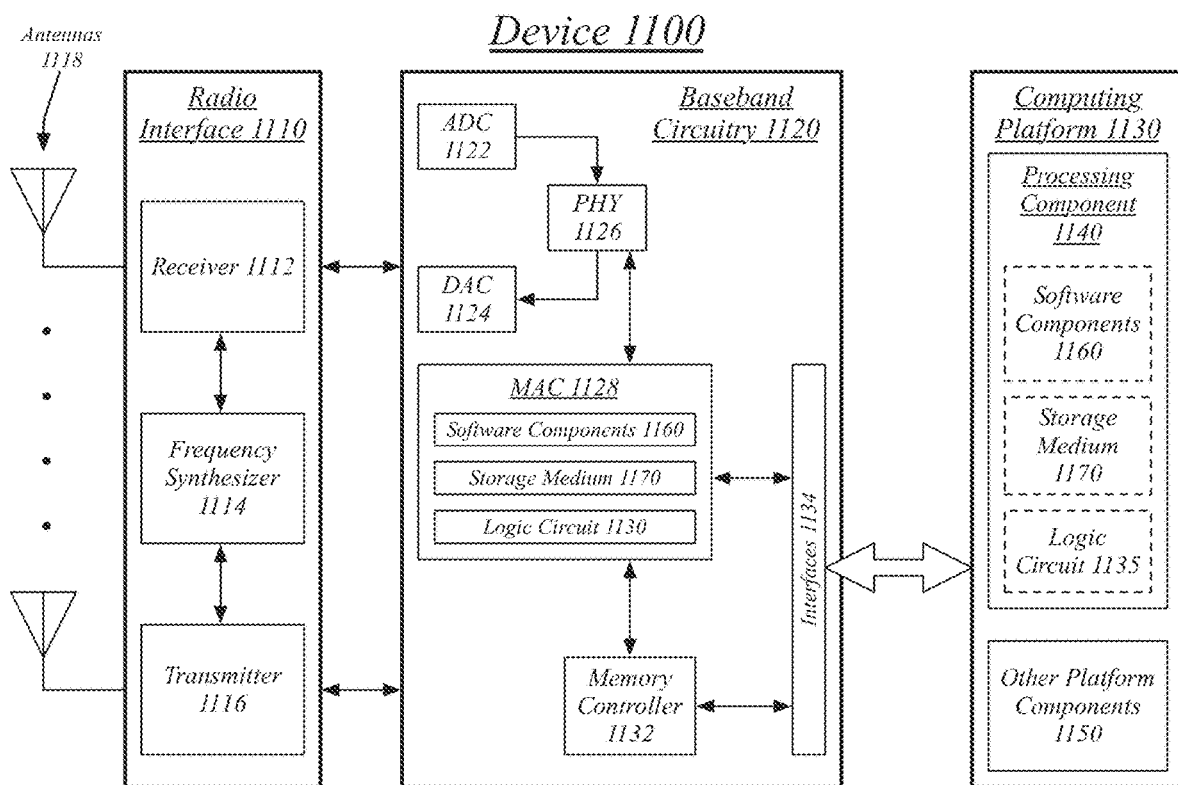 Device 1100
Antennas
1118
Radio
Interface 1110
Receiver 1112
Frequency
Synthesizer
1114
Transmitter
1116
Baseband
Circuitry 1120
ADC
1122
PHY
1126
DAC
1124
MAC 1128
Software Components 1160
Storage Medium 1170
Logic Circuit 1130
Memory
Controller
1132
Interfaces 1134
Computing
Platform 1130
Processing
Component
1140
Software
Components
1160
Storage
Medium
1170
Logic
Circuit 1135
Other Platform
Components
1150